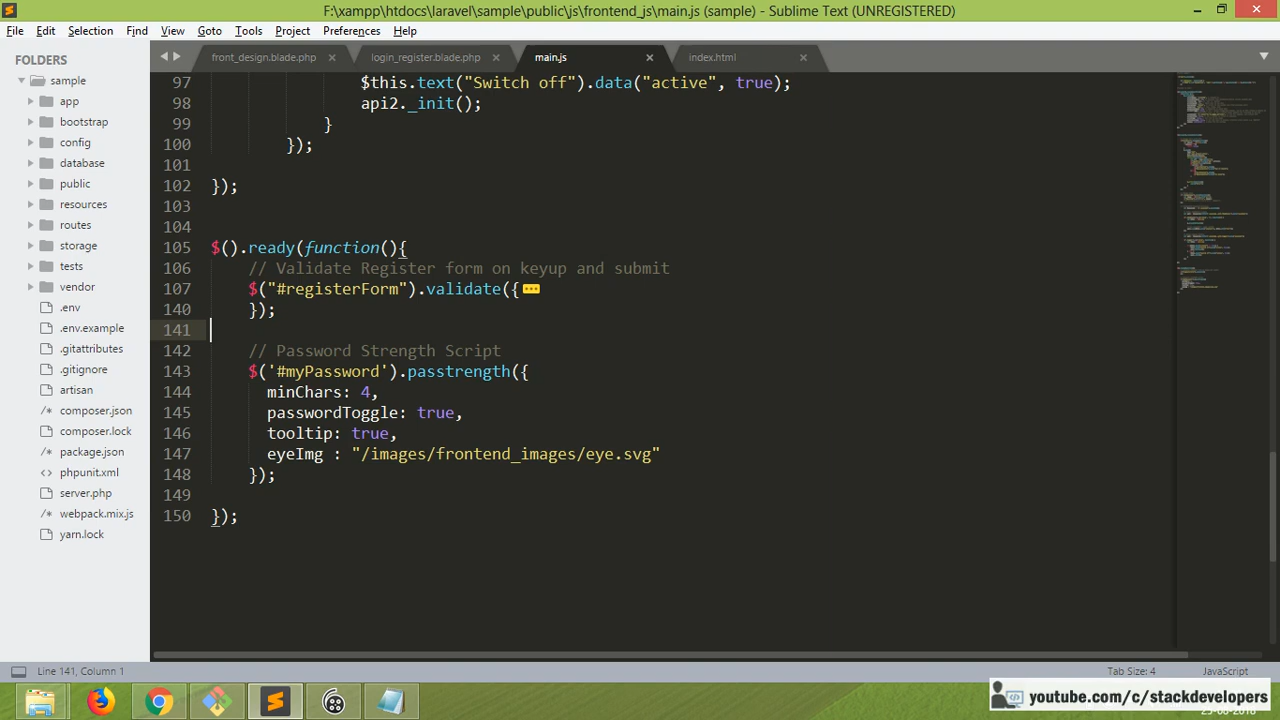 F:\xampp\htdocs\laravel\sample\public\js\frontend_js\main.js (sample) - Sublime Text (UNREGISTERED)
File Edit Selection Find View Goto Tools Project Preferences Help
FOLDERS
sample
app
bootstrap
config
database
public
resources
routes
storage
tests
vendor
.env
.env.example
.gitattributes
.gitignore
artisan
/* composer.json
composer.lock
/* package.json
<> phpunit.xml
server.php
/* webpack.mix.js
yarn.lock
front_design.blade.php × login_register.blade.php × main.js × index.html ×
97 $this.text("Switch off").data("active", true);
98 api2._init();
99 }
100 });
101
102 });
103
104
105 $().ready(function(){
106 // Validate Register form on keyup and submit
107 $("#registerForm").validate({
140 });
141
142 // Password Strength Script
143 $('#myPassword').passtrength({
144 minChars: 4,
145 passwordToggle: true,
146 tooltip: true,
147 eyeImg : "/images/frontend_images/eye.svg"
148 });
149
150 });
Line 141, Column 1 Tab Size: 4 JavaScript
youtube.com/c/stackdevelopers